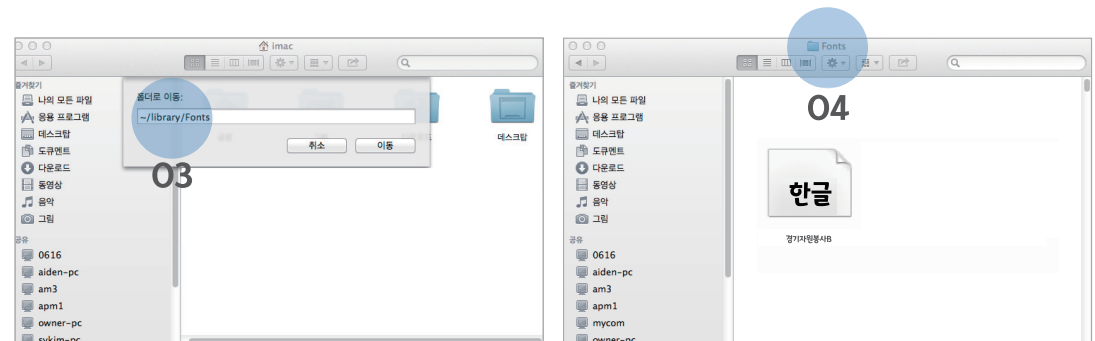 imac
즐겨찾기
나의 모든 파일
응용 프로그램
데스크탑
도큐멘트
다운로드
동영상
음악
그림
공유
0616
aiden-pc
am3
apm1
owner-pc
sykim-pc
폴더로 이동:
~/library/Fonts
취소
이동
데스크탑
03
Fonts
04
즐겨찾기
나의 모든 파일
응용 프로그램
데스크탑
도큐멘트
다운로드
동영상
음악
그림
공유
0616
aiden-pc
am3
apm1
mycom
owner-pc
한글
경기자원봉사B